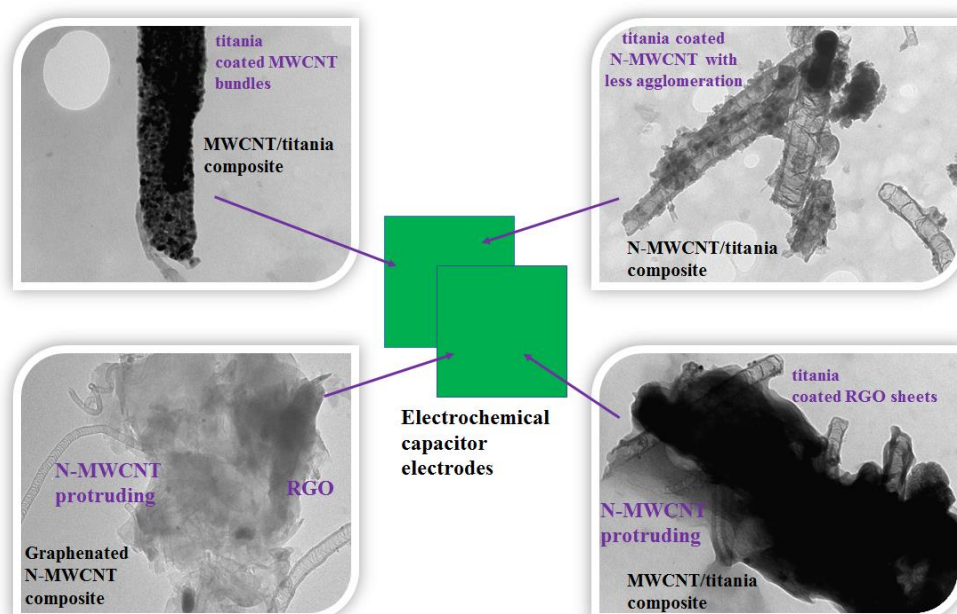 titania
coated MWCNT
bundles
MWCNT/titania
composite
titania coated
N-MWCNT with
less agglomeration
N-MWCNT/titania
composite
Electrochemical
capacitor
electrodes
N-MWCNT
protruding
RGO
Graphenated
N-MWCNT
composite
titania
coated RGO sheets
N-MWCNT
protruding
MWCNT/titania
composite